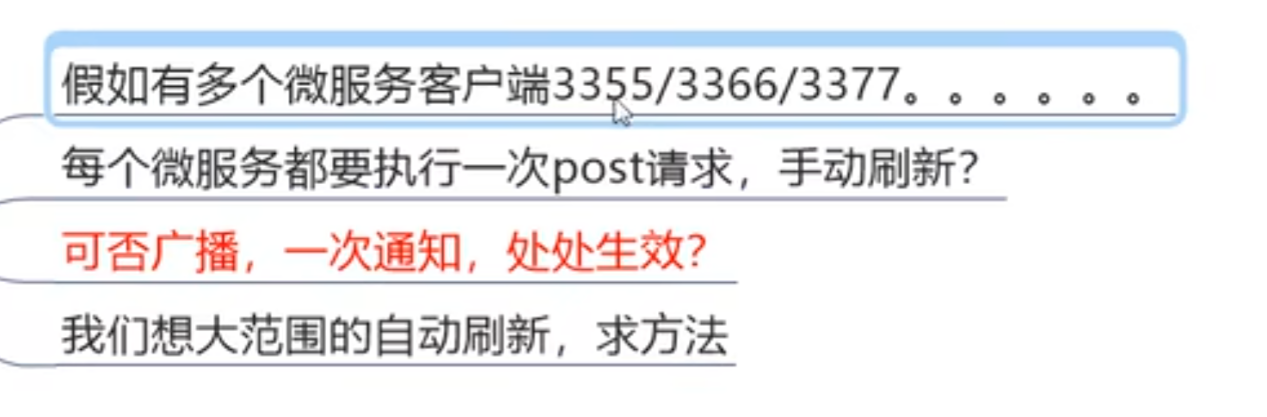 假如有多个微服务客户端3355/3366/3377。。。。。。
每个微服务都要执行一次post请求，手动刷新?
可否广播，一次通知，处处生效?
我们想大范围的自动刷新，求方法